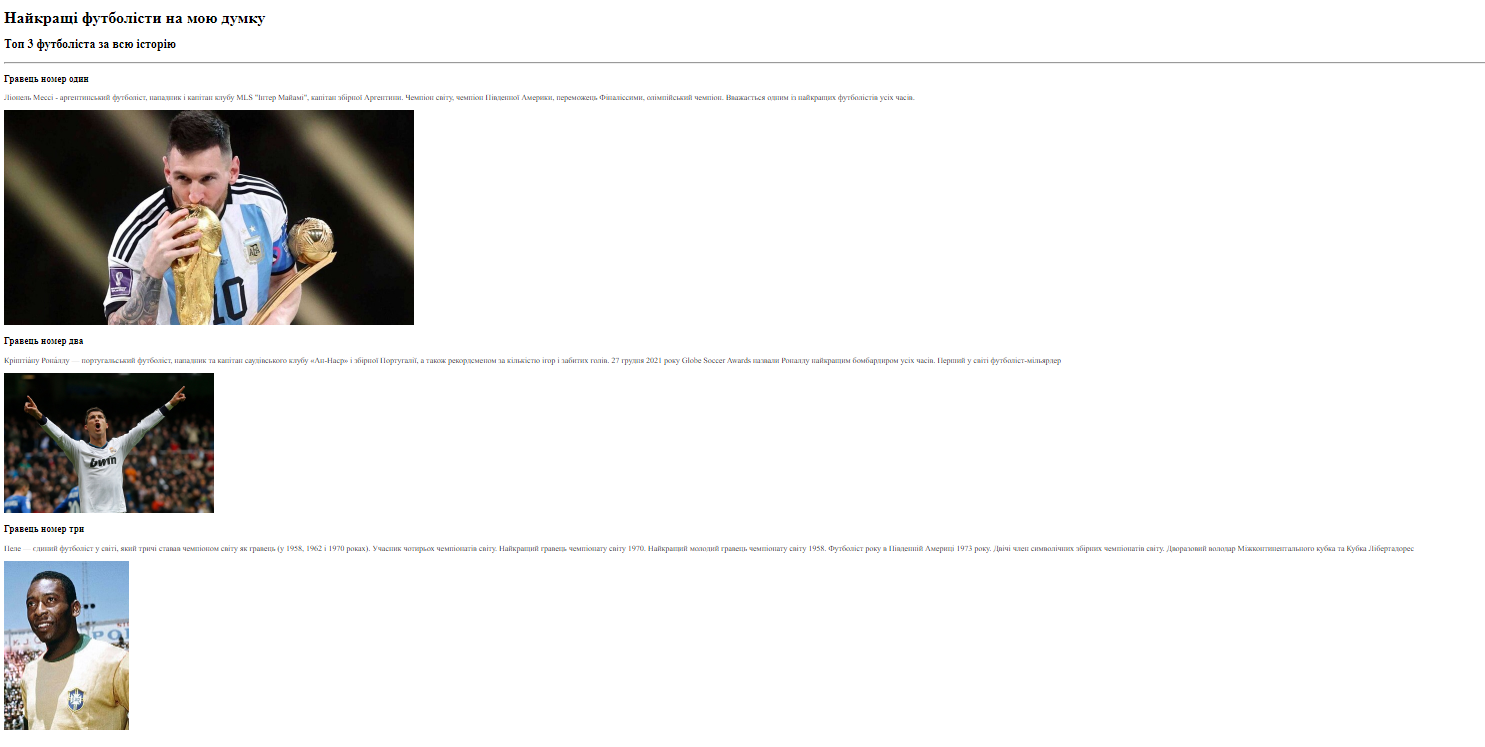 Найкращі футболісти на мою думку
Топ 3 футболіста за всю історію
Гравець номер один
Ліонель Мессі - аргентинський футболіст, нападник і капітан клубу MLS "Інтер Майамі", капітан збірної Аргентини. Чемпіон світу, чемпіон Південної Америки, переможець Фіналіссими, олімпійський чемпіон. Вважається одним із найкращих футболістів усіх часів.
10
AFA
Гравець номер два
Кріштіану Роналду — португальський футболіст, нападник та капітан саудівського клубу «Ан-Наср» і збірної Португалії, а також рекордсменом за кількістю ігор і забитих голів. 27 грудня 2021 року Globe Soccer Awards назвали Роналду найкращим бомбардиром усіх часів. Перший у світі футболіст-мільярдер
bwin
Гравець номер три
Пеле — єдиний футболіст у світі, який тричі ставав чемпіоном світу як гравець (у 1958, 1962 і 1970 роках). Учасник чотирьох чемпіонатів світу. Найкращий гравець чемпіонату світу 1970. Найкращий молодий гравець чемпіонату світу 1958. Футболіст року в Південній Америці 1973 року. Двічі член символічних збірних чемпіонатів світу. Дворазовий володар Міжконтинентального кубка та Кубка Лібертадорес